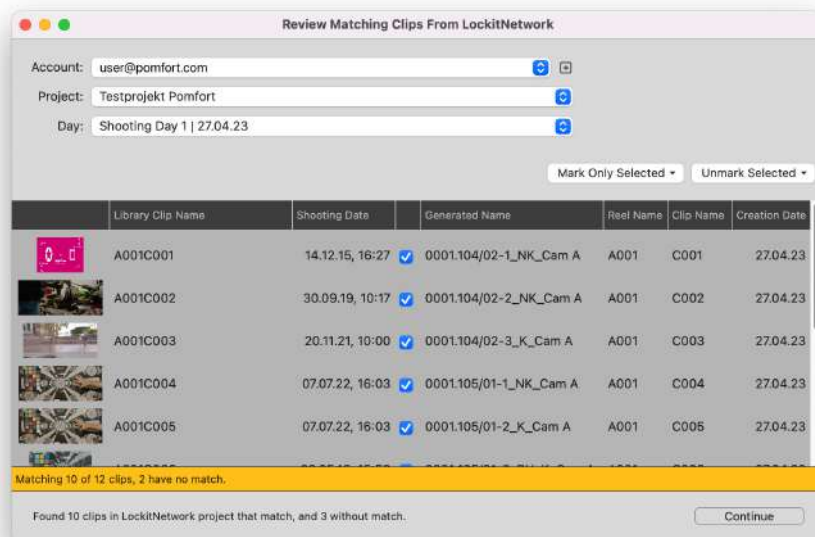 Review Matching Clips From LockitNetwork
Account: user@pomfort.com
Project: Testprojekt Pomfort
Day: Shooting Day 1 | 27.04.23
Mark Only Selected Unmark Selected
Library Clip Name Shooting Date Generated Name Reel Name Clip Name Creation Date
A001C001 14.12.15, 16:27 0001.104/02-1_NK_Cam A A001 C001 27.04.23
A001C002 30.09.19, 10:17 0001.104/02-2_NK_Cam A A001 C002 27.04.23
A001C003 20.11.21, 10:00 0001.104/02-3_K_Cam A A001 C003 27.04.23
A001C004 07.07.22, 16:03 0001.105/01-1_NK_Cam A A001 C004 27.04.23
A001C005 07.07.22, 16:03 0001.105/01-2_K_Cam A A001 C005 27.04.23
Matching 10 of 12 clips, 2 have no match.
Found 10 clips in LockitNetwork project that match, and 3 without match.
Continue